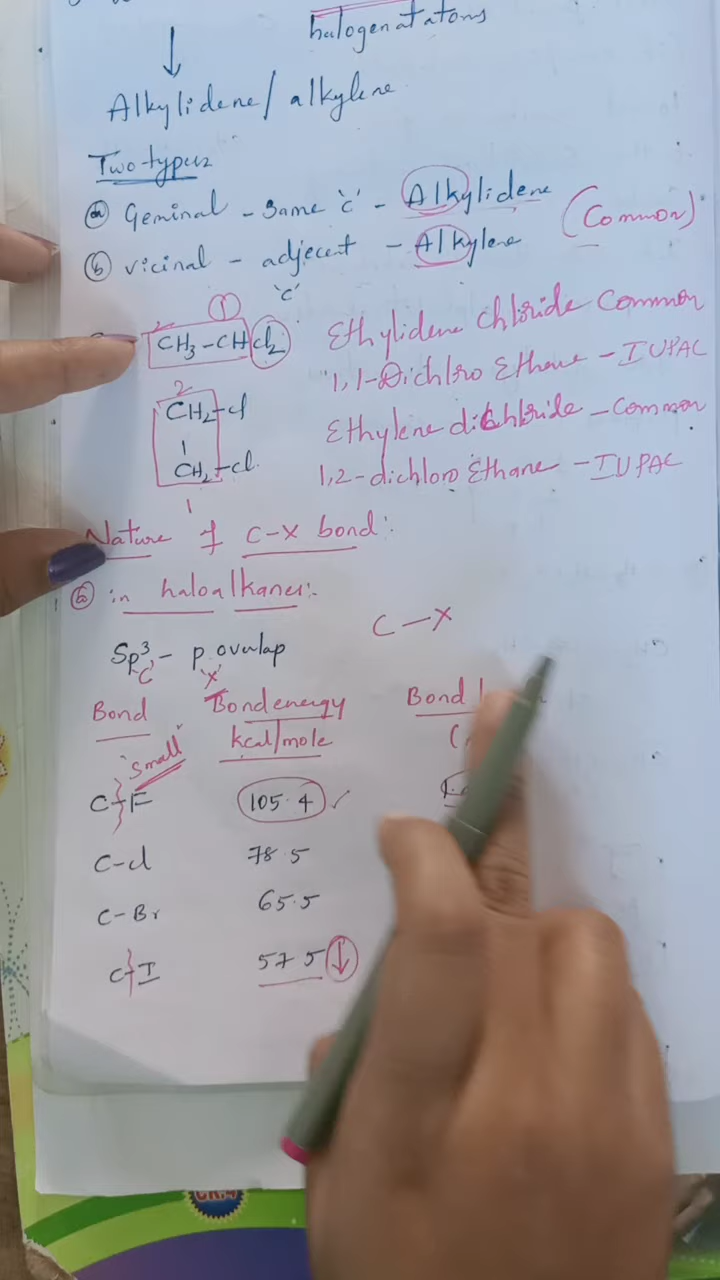 halogen atoms
↓
Alkylidene/alkylene
Two types
ⓐ Geminal - same 'c' - Alkylidene
(Common)
ⓑ vicinal - adjecent - Alkylene
'c'
①
CH3-CHCl2 Ethylidene Chloride Common
1,1-Dichloro Ethane - IUPAC
2
CH2-Cl Ethylene dichloride - Common
CH2-Cl 1,2-dichloro Ethane - IUPAC
1
Nature of C-X bond:
in haloalkanes:
C-X
Sp3 - p overlap
C X
Bond Bond energy Bond
kcal/mole (
"Small"
C-F 105.4 ✓
C-Cl 78.5
C-Br 65.5
C-I 57.5 ↓